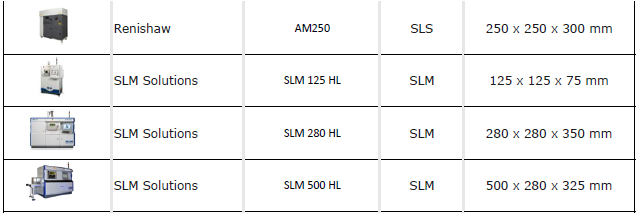 Renishaw AM250 SLS 250 x 250 x 300 mm
SLM Solutions SLM 125 HL SLM 125 x 125 x 75 mm
SLM Solutions SLM 280 HL SLM 280 x 280 x 350 mm
SLM Solutions SLM 500 HL SLM 500 x 280 x 325 mm